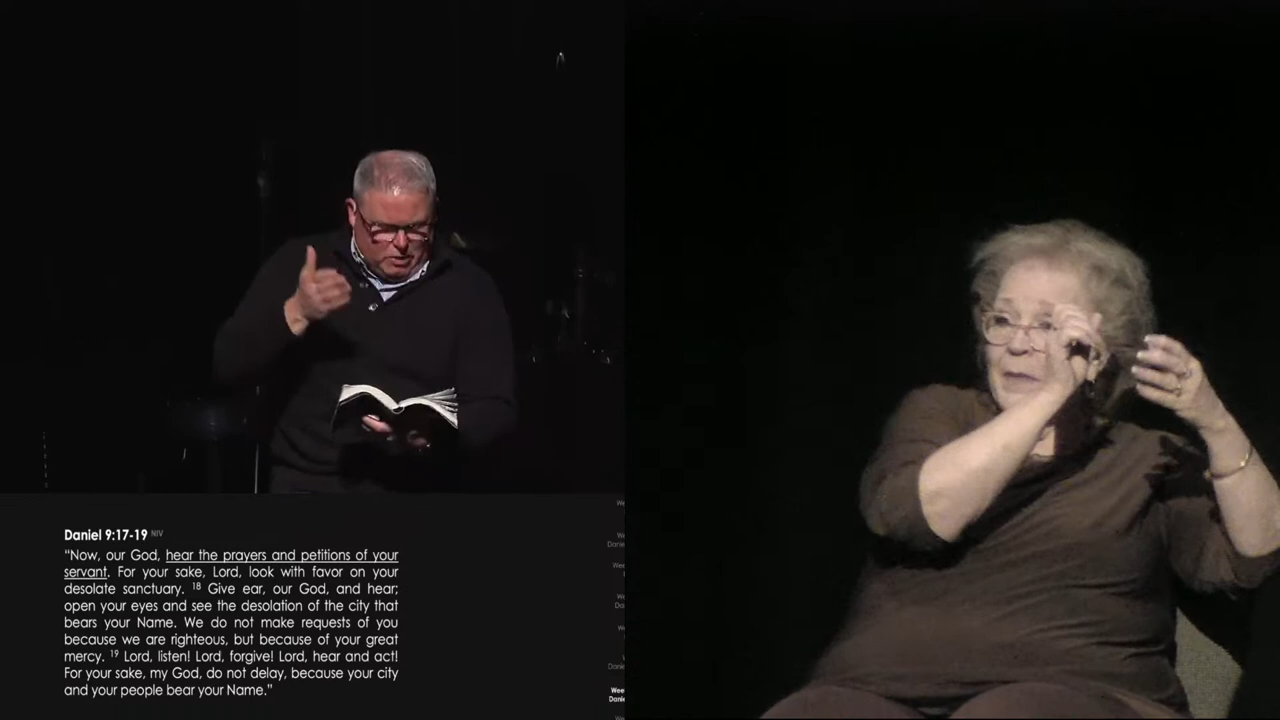 Daniel 9:17-19 NIV
"Now, our God, hear the prayers and petitions of your
servant. For your sake, Lord, look with favor on your
desolate sanctuary. 18 Give ear, our God, and hear;
open your eyes and see the desolation of the city that
bears your Name. We do not make requests of you
because we are righteous, but because of your great
mercy. 19 Lord, listen! Lord, forgive! Lord, hear and act!
For your sake, my God, do not delay, because your city
and your people bear your Name."